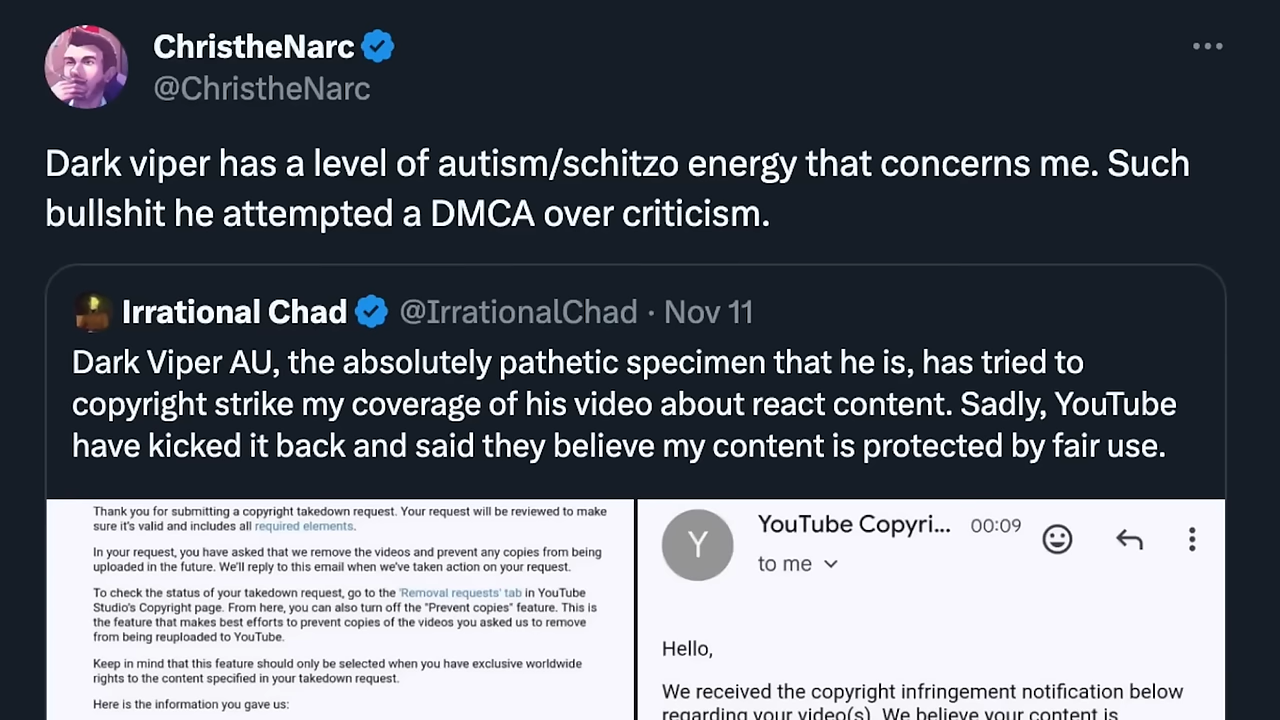 ChristheNarc
@ChristheNarc
Dark viper has a level of autism/schitzo energy that concerns me. Such
bullshit he attempted a DMCA over criticism.
Irrational Chad @IrrationalChad · Nov 11
Dark Viper AU, the absolutely pathetic specimen that he is, has tried to
copyright strike my coverage of his video about react content. Sadly, YouTube
have kicked it back and said they believe my content is protected by fair use.
Thank you for submitting a copyright takedown request. Your request will be reviewed to make
sure it's valid and includes all required elements.
In your request, you have asked that we remove the videos and prevent any copies from being
uploaded in the future. We'll reply to this email when we've taken action on your request.
To check the status of your takedown request, go to the 'Removal requests' tab in YouTube
Studio's Copyright page. From here, you can also turn off the "Prevent copies" feature. This is
the feature that makes best efforts to prevent copies of the videos you asked us to remove
from being reuploaded to YouTube.
Keep in mind that this feature should only be selected when you have exclusive worldwide
rights to the content specified in your takedown request.
Here is the information you gave us:
Y
YouTube Copyri... 00:09
to me
Hello,
We received the copyright infringement notification below
regarding your video(s). We believe your content is